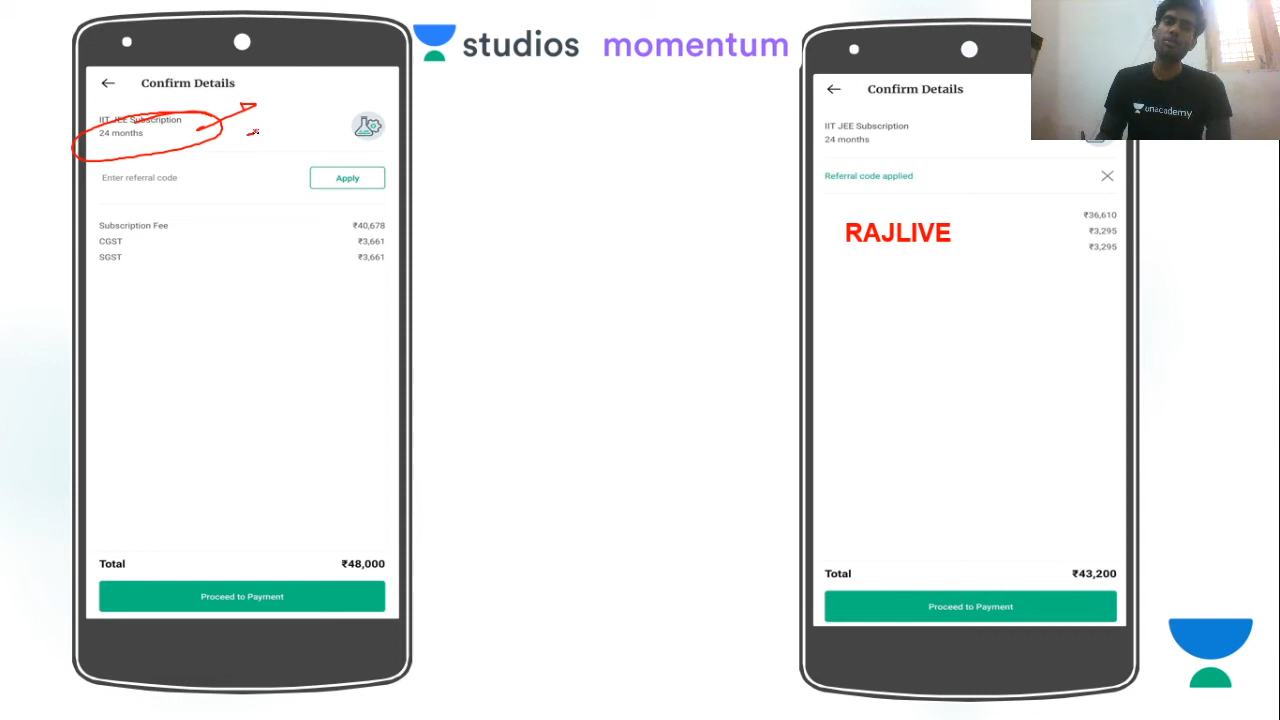 studios momentum
Confirm Details
IIT JEE Subscription
24 months
Enter referral code
Apply
Subscription Fee ₹40,678
CGST ₹3,661
SGST ₹3,661
Total ₹48,000
Proceed to Payment
Confirm Details
IIT JEE Subscription
24 months
Referral code applied
₹36,610
RAJLIVE
₹3,295
₹3,295
Total ₹43,200
Proceed to Payment
unacademy